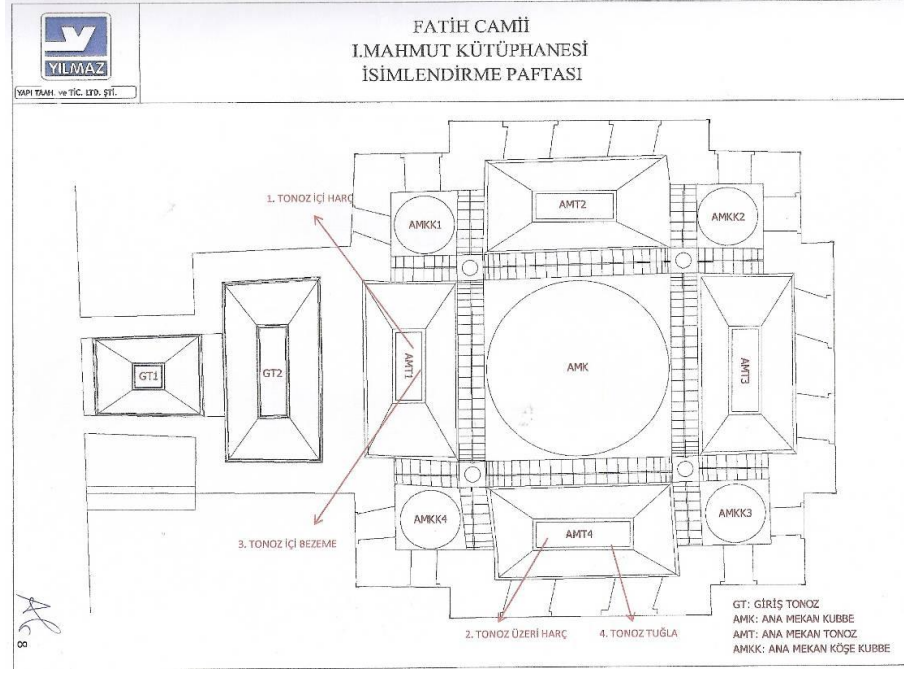 YILMAZ
YAPI TAAH. ve TİC. LTD. ŞTİ.
FATİH CAMİİ
I.MAHMUT KÜTÜPHANESİ
İSİMLENDİRME PAFTASI
1. TONOZ İÇİ HARÇ
AMKK1
AMT2
AMKK2
GT1
GT2
AMT1
AMK
AMT3
AMKK4
AMT4
AMKK3
3. TONOZ İÇİ BEZEME
2. TONOZ ÜZERİ HARÇ
4. TONOZ TUĞLA
GT: GİRİŞ TONOZ
AMK: ANA MEKAN KUBBE
AMT: ANA MEKAN TONOZ
AMKK: ANA MEKAN KÖŞE KUBBE
8